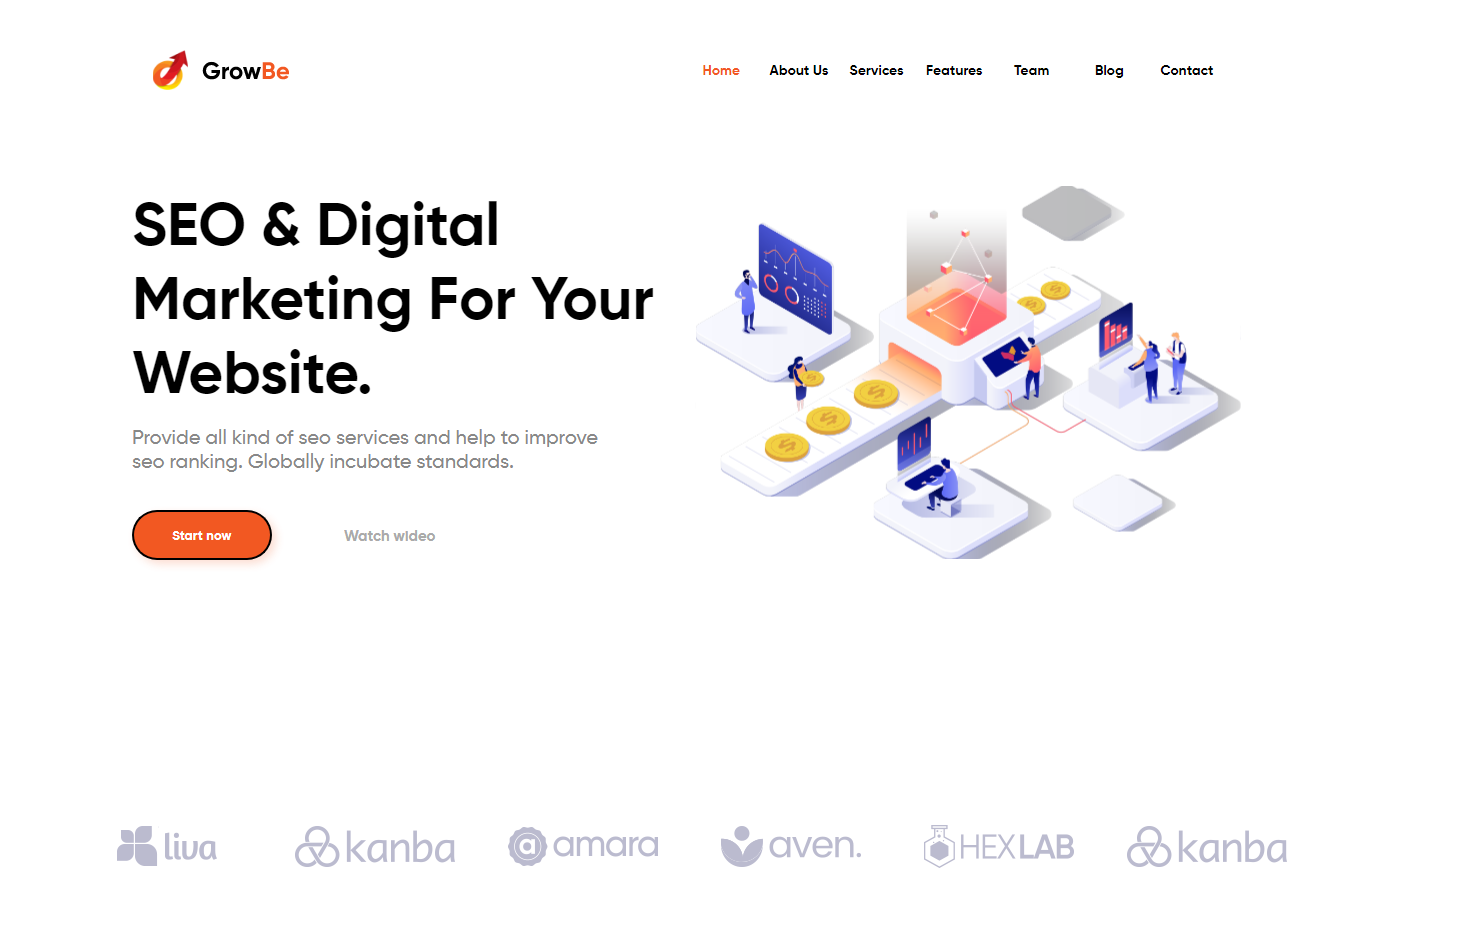 GrowBe
Home About Us Services Features Team Blog Contact
SEO & Digital
Marketing For Your
Website.
Provide all kind of seo services and help to improve
seo ranking. Globally incubate standards.
Start now
Watch wideo
liva kanba amara aven. HEXLAB kanba